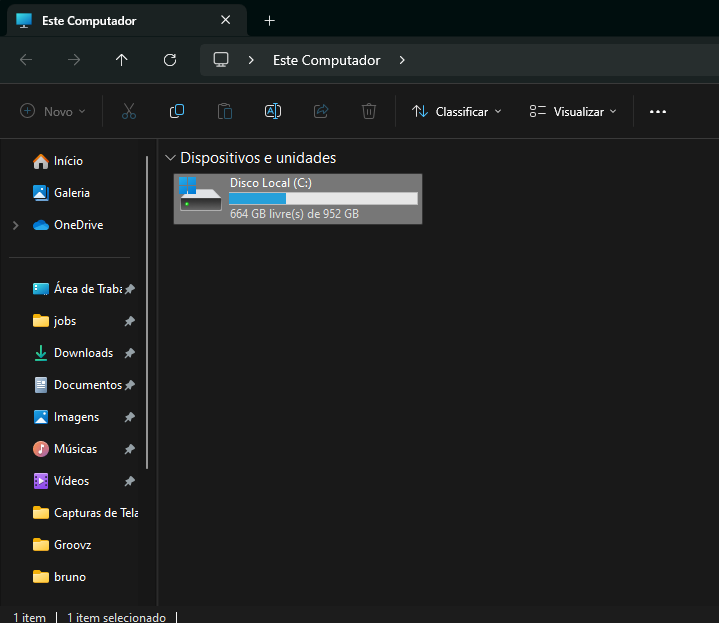 Este Computador
Este Computador
Novo
Classificar
Visualizar
Início
Galeria
OneDrive
Área de Traba
jobs
Downloads
Documentos
Imagens
Músicas
Vídeos
Capturas de Tela
Groovz
bruno
Dispositivos e unidades
Disco Local (C:)
664 GB livre(s) de 952 GB
1 item
1 item selecionado